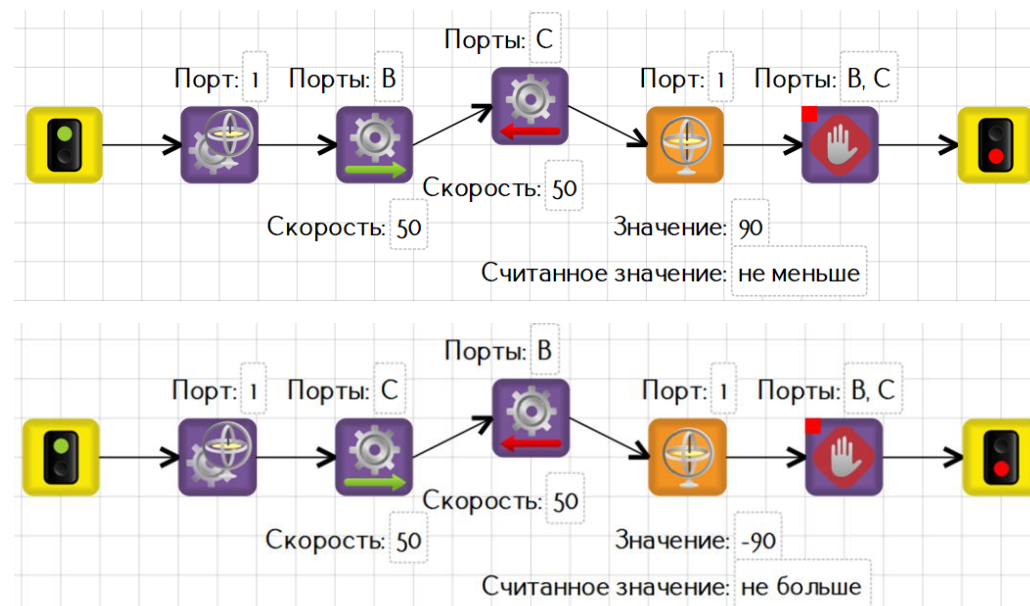 Порты: C
Порт: 1 Порты: B Порт: 1 Порты: B, C
Скорость: 50
Скорость: 50 Значение: 90
Считанное значение: не меньше
Порты: B
Порт: 1 Порты: C Порт: 1 Порты: B, C
Скорость: 50
Скорость: 50 Значение: -90
Считанное значение: не больше